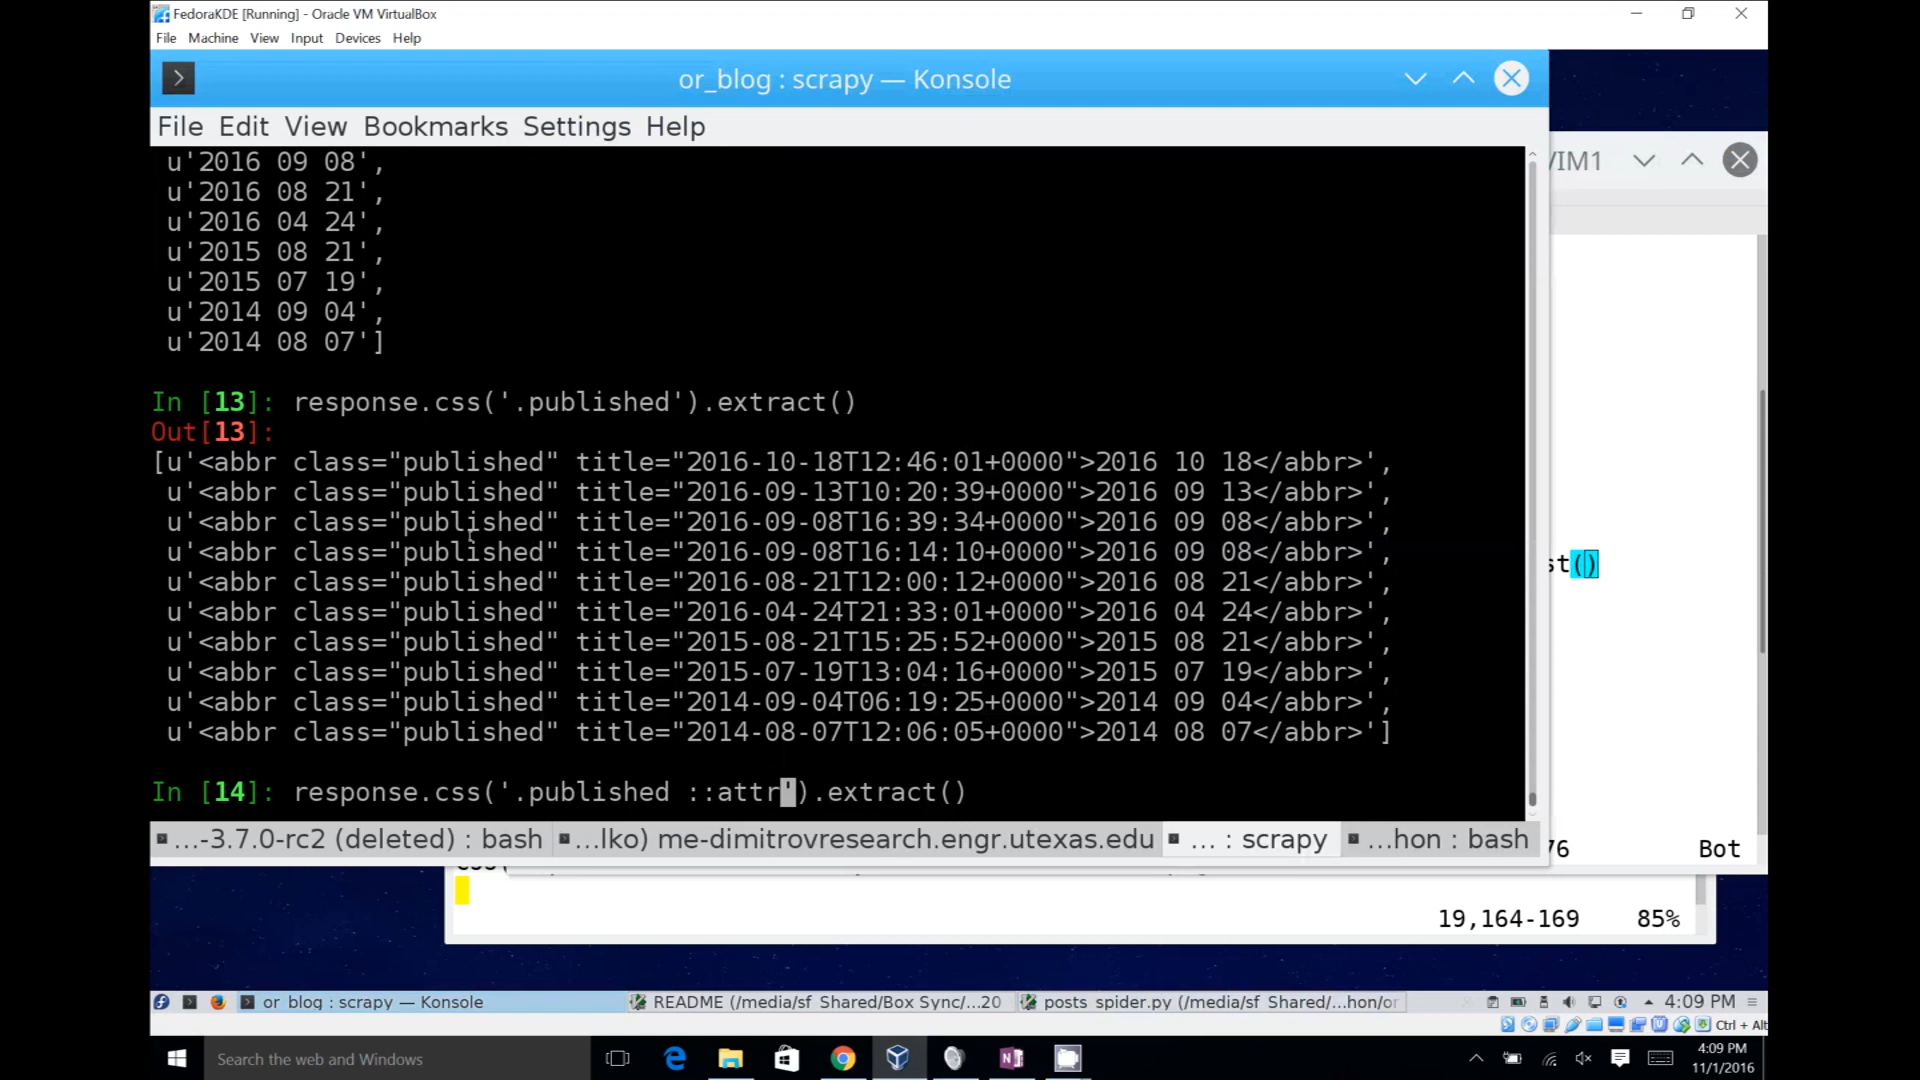 FedoraKDE [Running] - Oracle VM VirtualBox
File Machine View Input Devices Help
or_blog : scrapy — Konsole
File Edit View Bookmarks Settings Help
VIM1
u'2016 09 08',
u'2016 08 21',
u'2016 04 24',
u'2015 08 21',
u'2015 07 19',
u'2014 09 04',
u'2014 08 07']
In [13]: response.css('.published').extract()
Out[13]:
[u'<abbr class="published" title="2016-10-18T12:46:01+0000">2016 10 18</abbr>',
u'<abbr class="published" title="2016-09-13T10:20:39+0000">2016 09 13</abbr>',
u'<abbr class="published" title="2016-09-08T16:39:34+0000">2016 09 08</abbr>',
u'<abbr class="published" title="2016-09-08T16:14:10+0000">2016 09 08</abbr>',
st()
u'<abbr class="published" title="2016-08-21T12:00:12+0000">2016 08 21</abbr>',
u'<abbr class="published" title="2016-04-24T21:33:01+0000">2016 04 24</abbr>',
u'<abbr class="published" title="2015-08-21T15:25:52+0000">2015 08 21</abbr>',
u'<abbr class="published" title="2015-07-19T13:04:16+0000">2015 07 19</abbr>',
u'<abbr class="published" title="2014-09-04T06:19:25+0000">2014 09 04</abbr>',
u'<abbr class="published" title="2014-08-07T12:06:05+0000">2014 08 07</abbr>']
In [14]: response.css('.published ::attr').extract()
...-3.7.0-rc2 (deleted) : bash ...lko) me-dimitrovresearch.engr.utexas.edu ... : scrapy ...hon : bash
76 Bot
19,164-169 85%
or_blog : scrapy — Konsole README (/media/sf_Shared/Box Sync/...20 posts_spider.py (/media/sf_Shared/...hon/or 4:09 PM
Ctrl + Alt
Search the web and Windows
4:09 PM
11/1/2016